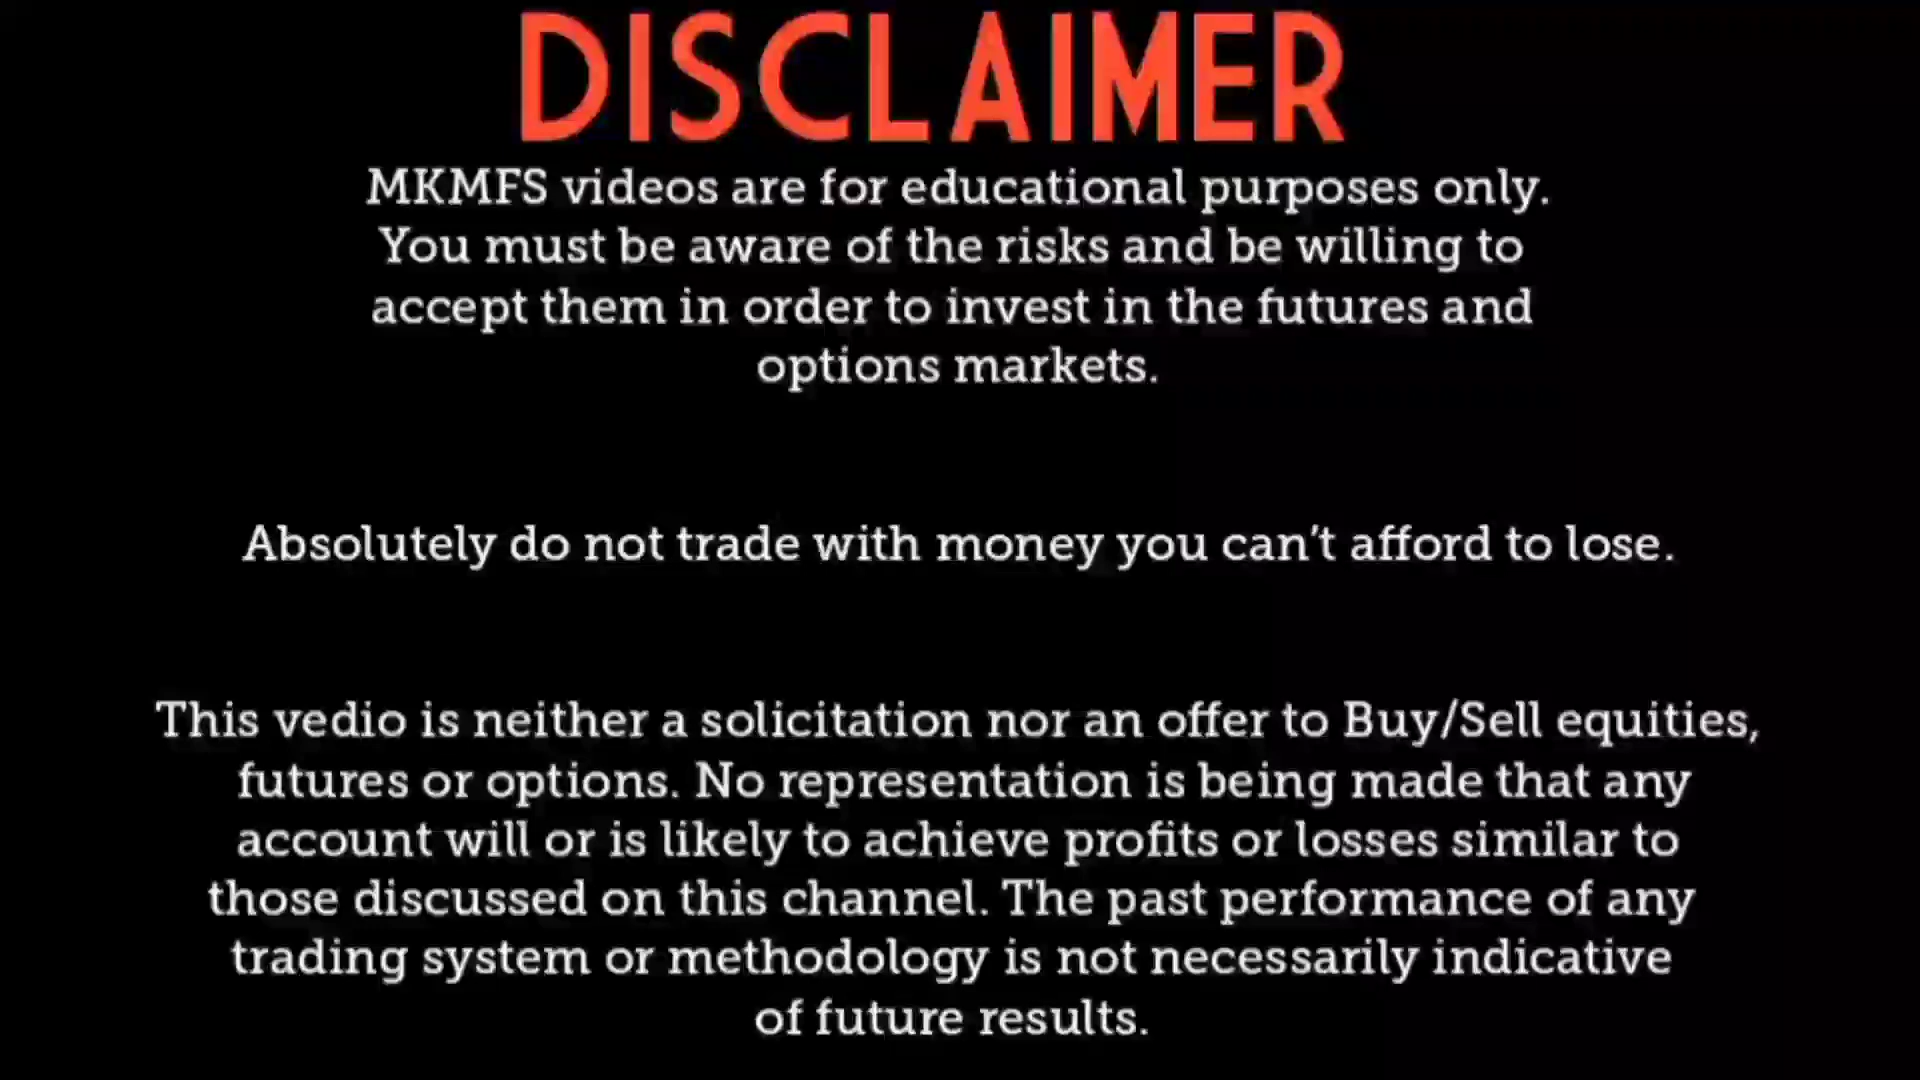 DISCLAIMER
MKMFS videos are for educational purposes only.
You must be aware of the risks and be willing to
accept them in order to invest in the futures and
options markets.
Absolutely do not trade with money you can't afford to lose.
This vedio is neither a solicitation nor an offer to Buy/Sell equities,
futures or options. No representation is being made that any
account will or is likely to achieve profits or losses similar to
those discussed on this channel. The past performance of any
trading system or methodology is not necessarily indicative
of future results.